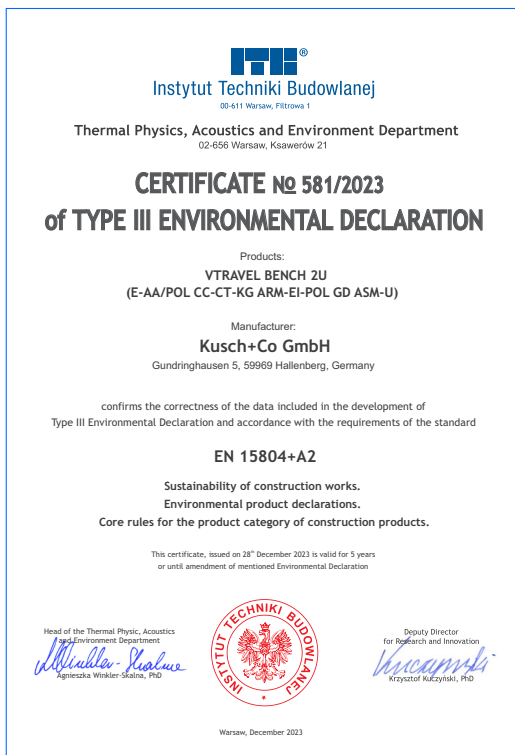 ITB®
Instytut Techniki Budowlanej
00-611 Warsaw, Filtrowa 1
Thermal Physics, Acoustics and Environment Department
02-656 Warsaw, Ksawerów 21
CERTIFICATE № 581/2023
of TYPE III ENVIRONMENTAL DECLARATION
Products:
VTRAVEL BENCH 2U
(E-AA/POL CC-CT-KG ARM-EI-POL GD ASM-U)
Manufacturer:
Kusch+Co GmbH
Gundringhausen 5, 59969 Hallenberg, Germany
confirms the correctness of the data included in the development of
Type III Environmental Declaration and accordance with the requirements of the standard
EN 15804+A2
Sustainability of construction works.
Environmental product declarations.
Core rules for the product category of construction products.
This certificate, issued on 28th December 2023 is valid for 5 years
or until amendment of mentioned Environmental Declaration
Head of the Thermal Physic, Acoustics
and Environment Department
AWinkler-Skalna
Agnieszka Winkler-Skalna, PhD
INSTYTUT TECHNIKI BUDOWLANEJ
Deputy Director
for Research and Innovation
Kuczyński
Krzysztof Kuczyński, PhD
Warsaw, December 2023